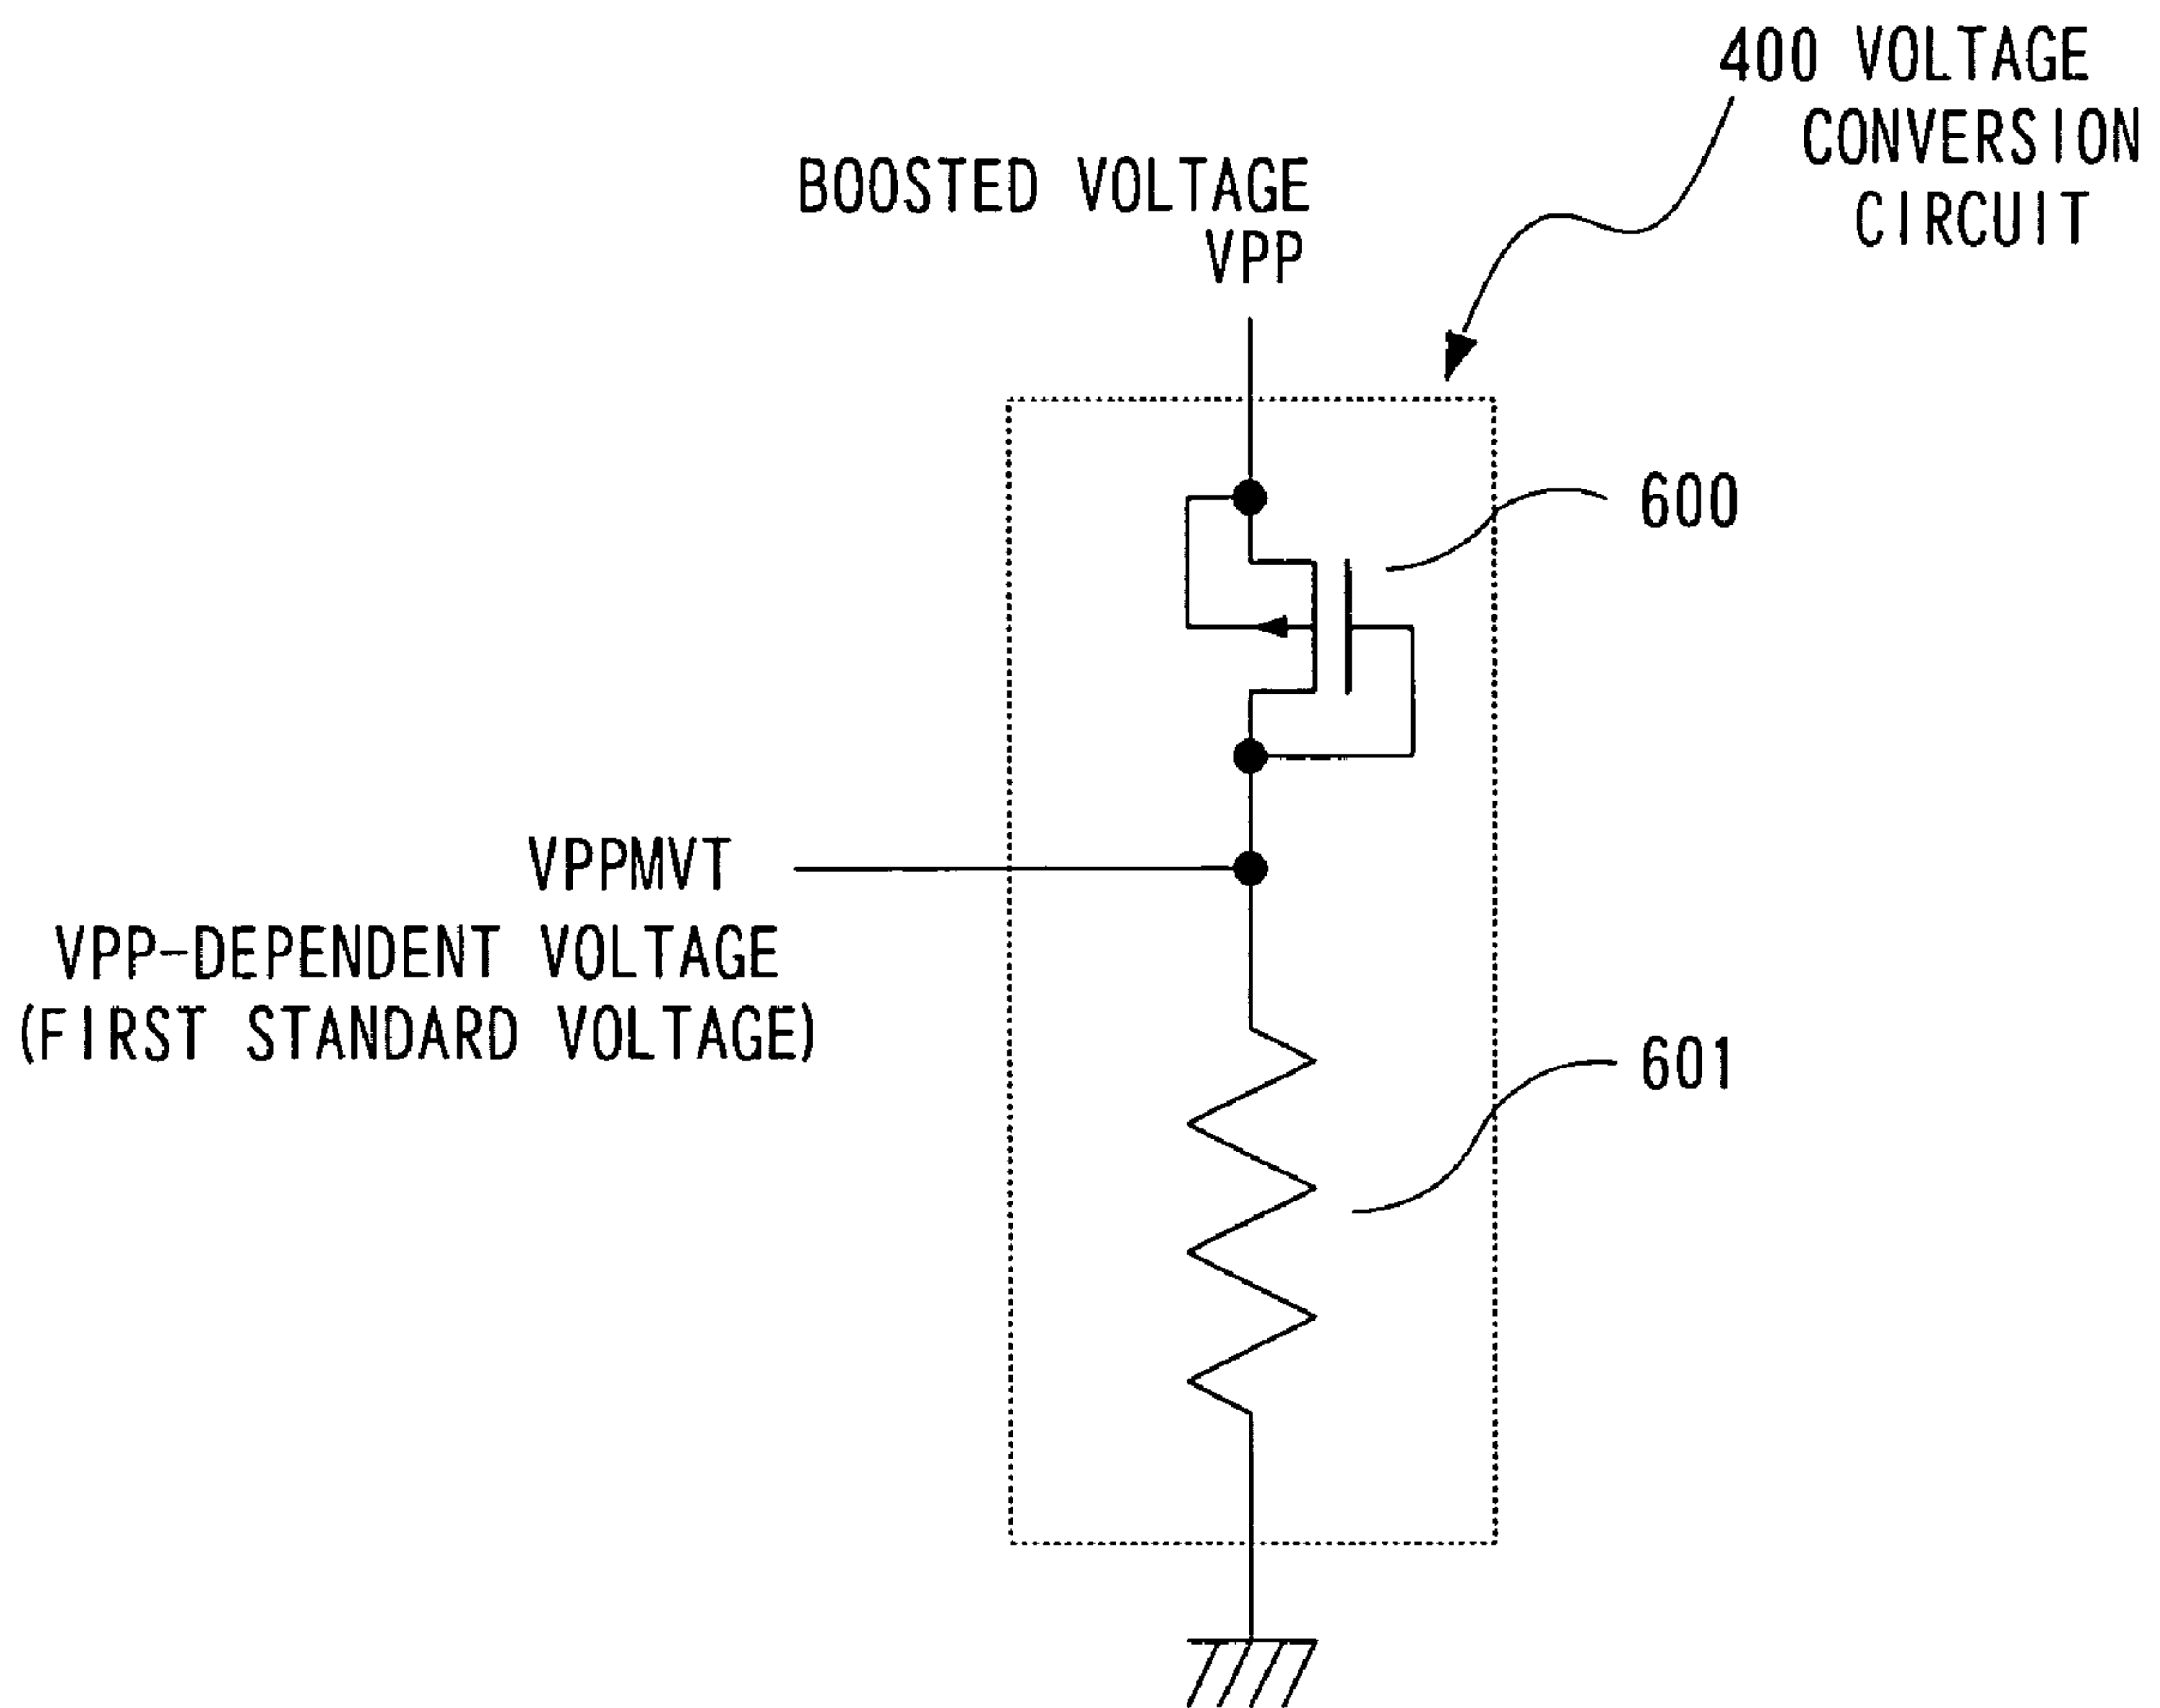 400 VOLTAGE
CONVERSION
CIRCUIT
BOOSTED VOLTAGE
VPP
600
VPPMVT
VPP-DEPENDENT VOLTAGE
(FIRST STANDARD VOLTAGE)
601